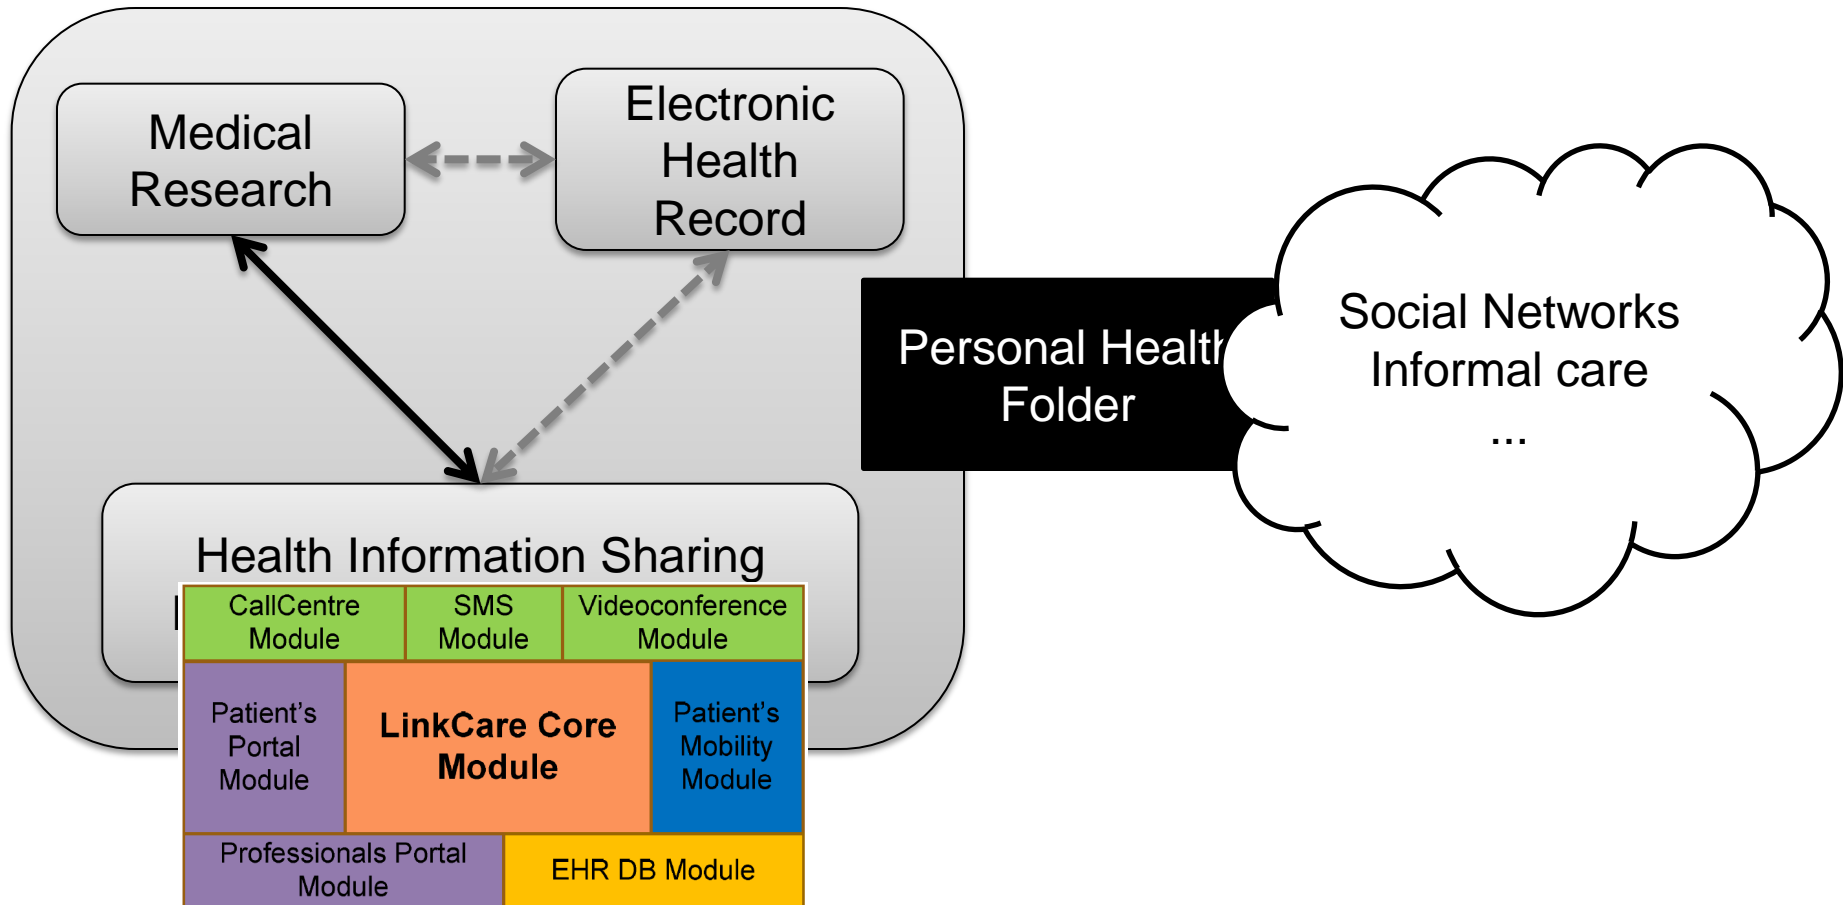 Medical
Research
Electronic
Health
Record
Personal Health
Folder
Social Networks
Informal care
...
Health Information Sharing
CallCentre
Module
SMS
Module
Videoconference
Module
Patient’s
Portal
Module
LinkCare Core
Module
Patient’s
Mobility
Module
Professionals Portal
Module
EHR DB Module